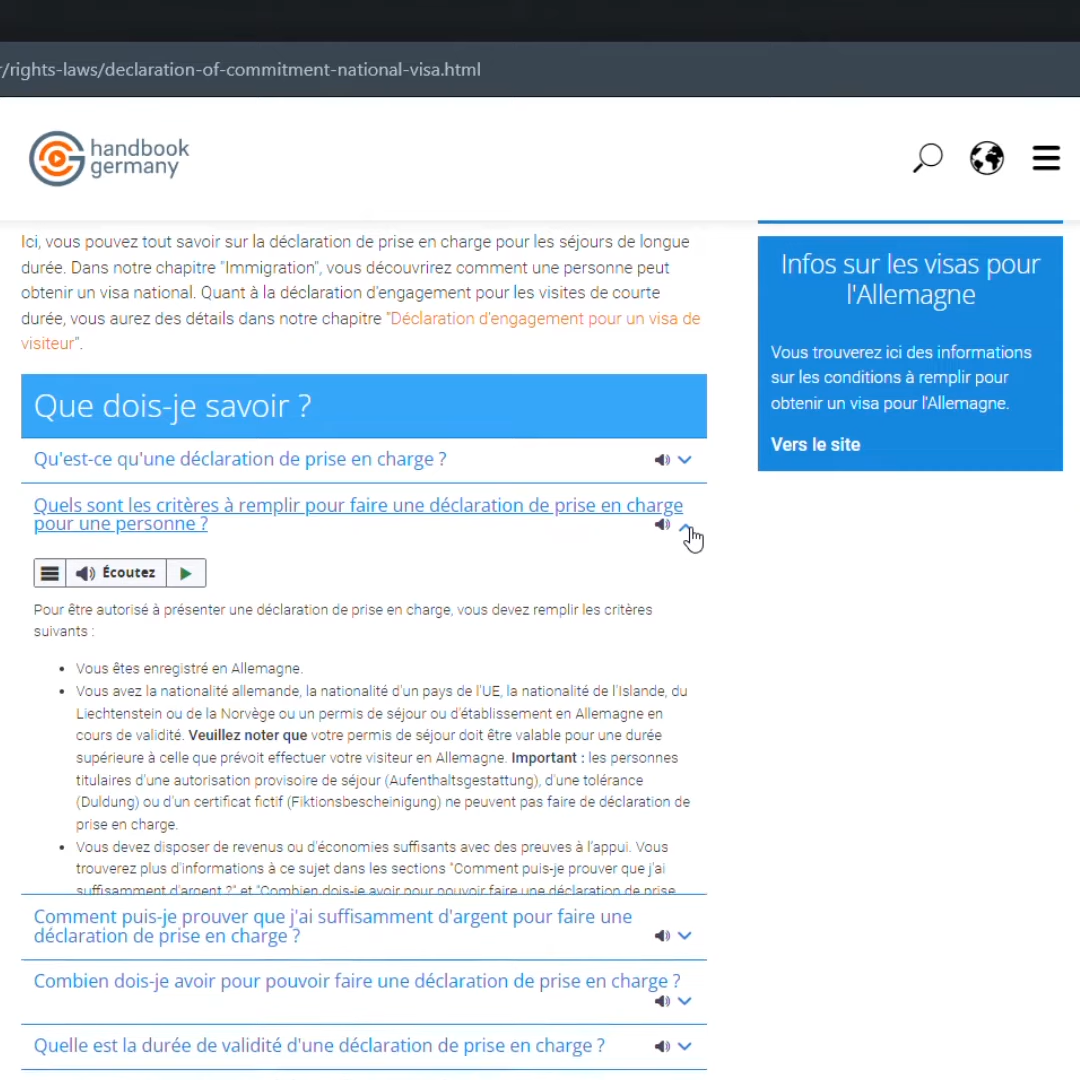 r/rights-laws/declaration-of-commitment-national-visa.html
handbook
germany
Ici, vous pouvez tout savoir sur la déclaration de prise en charge pour les séjours de longue
durée. Dans notre chapitre "Immigration", vous découvrirez comment une personne peut
obtenir un visa national. Quant à la déclaration d'engagement pour les visites de courte
durée, vous aurez des détails dans notre chapitre "Déclaration d'engagement pour un visa de
visiteur".
Infos sur les visas pour
l'Allemagne
Vous trouverez ici des informations
sur les conditions à remplir pour
obtenir un visa pour l'Allemagne.
Vers le site
Que dois-je savoir ?
Qu'est-ce qu'une déclaration de prise en charge ?
Quels sont les critères à remplir pour faire une déclaration de prise en charge
pour une personne ?
Écoutez
Pour être autorisé à présenter une déclaration de prise en charge, vous devez remplir les critères
suivants :
• Vous êtes enregistré en Allemagne.
• Vous avez la nationalité allemande, la nationalité d'un pays de l'UE, la nationalité de l'Islande, du
Liechtenstein ou de la Norvège ou un permis de séjour ou d'établissement en Allemagne en
cours de validité. Veuillez noter que votre permis de séjour doit être valable pour une durée
supérieure à celle que prévoit effectuer votre visiteur en Allemagne. Important : les personnes
titulaires d'une autorisation provisoire de séjour (Aufenthaltsgestattung), d'une tolérance
(Duldung) ou d'un certificat fictif (Fiktionsbescheinigung) ne peuvent pas faire de déclaration de
prise en charge.
• Vous devez disposer de revenus ou d'économies suffisants avec des preuves à l'appui. Vous
trouverez plus d'informations à ce sujet dans les sections "Comment puis-je prouver que j'ai
suffisamment d'argent ?" et "Combien dois-je avoir pour pouvoir faire une déclaration de prise
Comment puis-je prouver que j'ai suffisamment d'argent pour faire une
déclaration de prise en charge ?
Combien dois-je avoir pour pouvoir faire une déclaration de prise en charge ?
Quelle est la durée de validité d'une déclaration de prise en charge ?